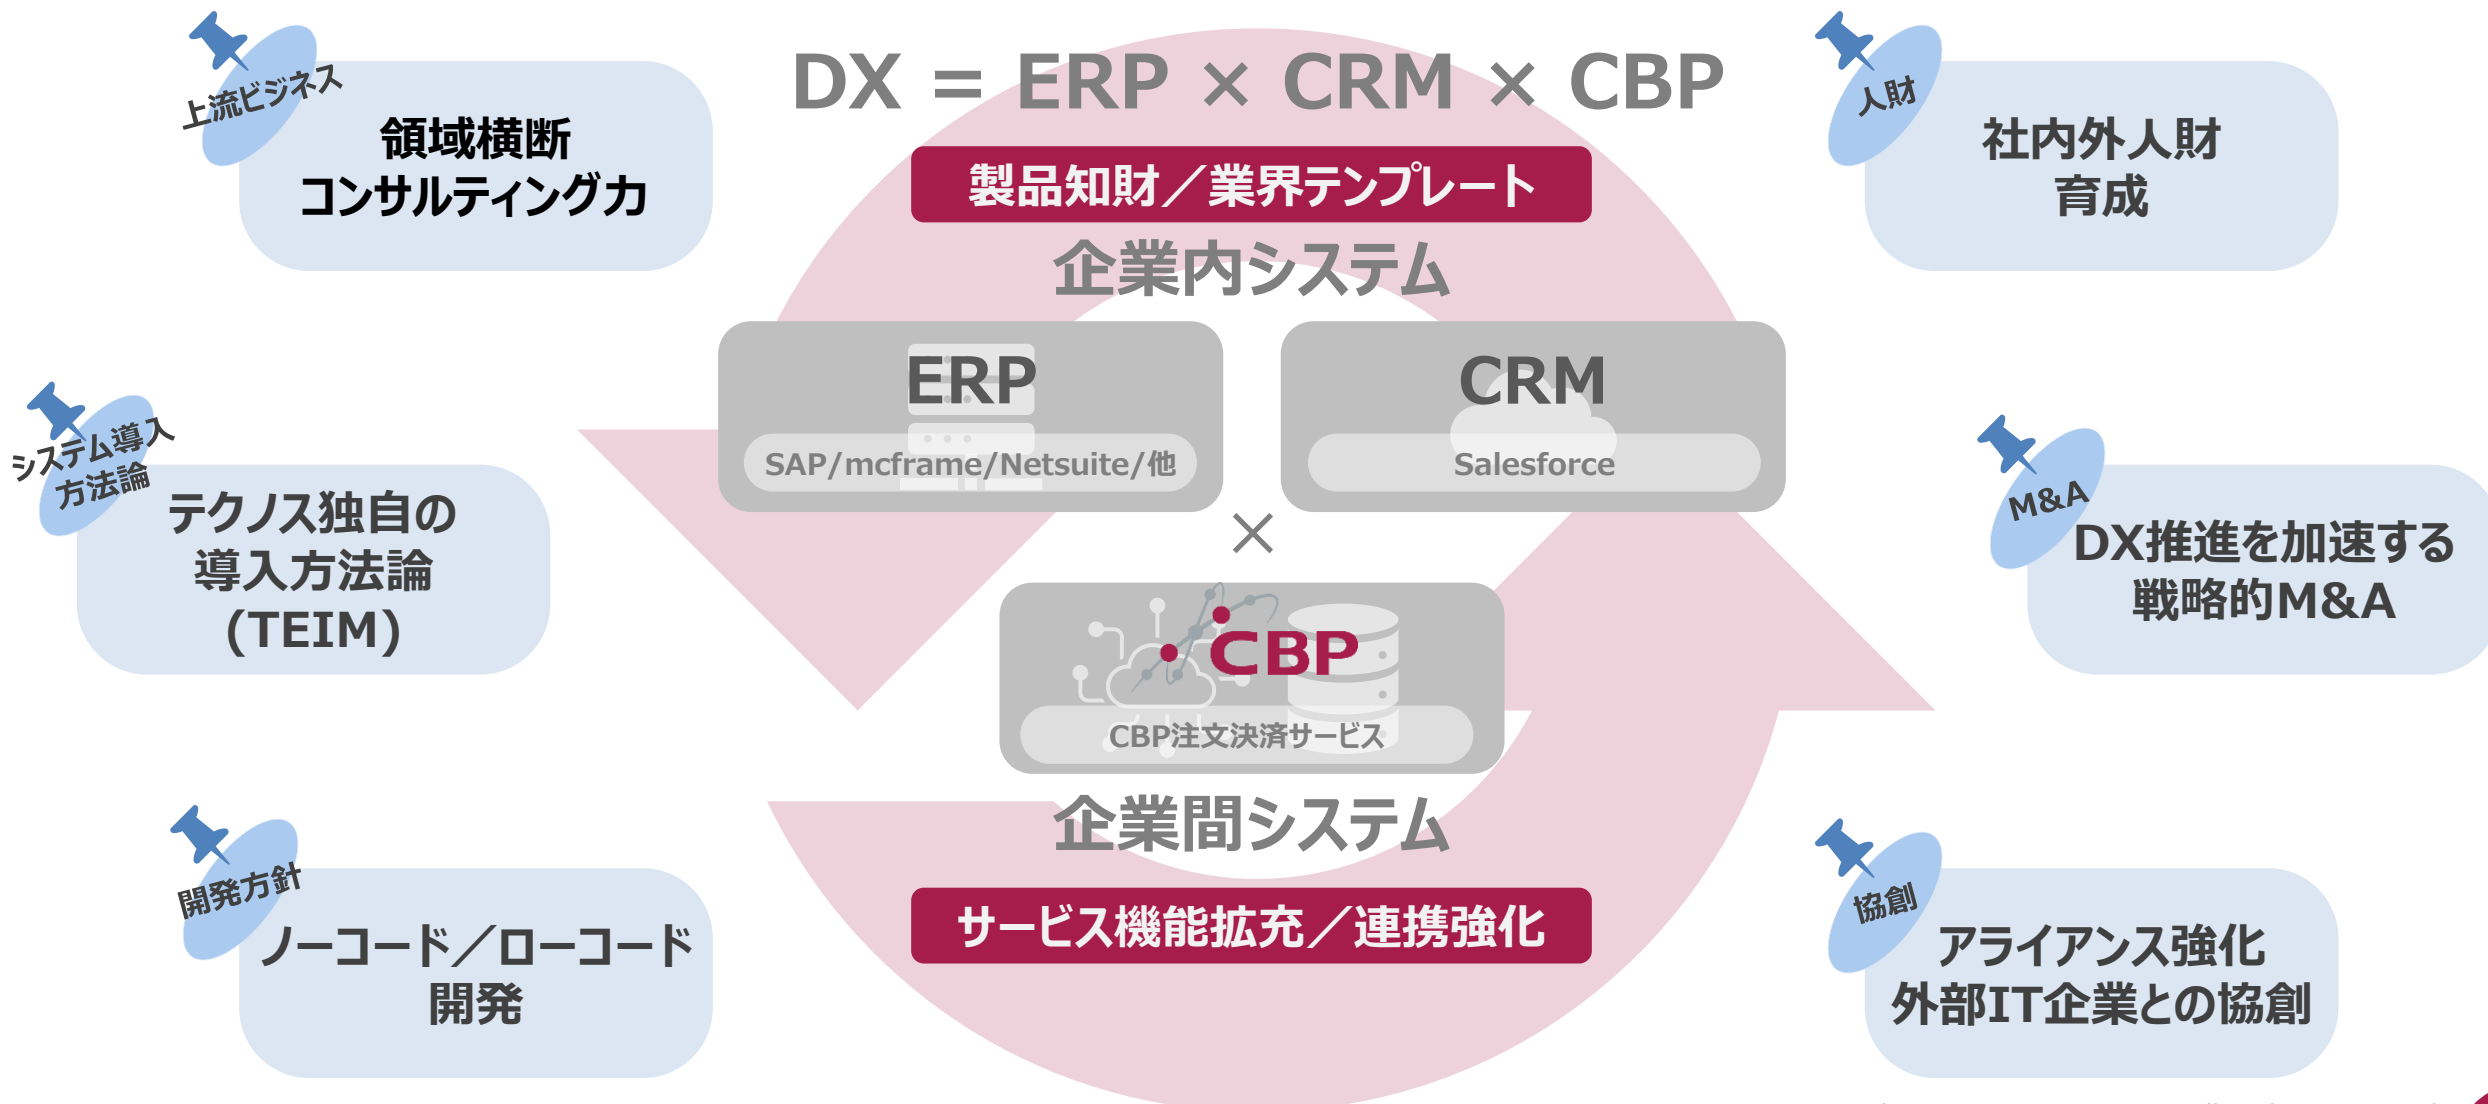 DX = ERP × CRM × CBP
製品知財／業界テンプレート
企業内システム
ERP
SAP/mcframe/Netsuite/他
CRM
Salesforce
×
CBP
CBP注文決済サービス
企業間システム
サービス機能拡充／連携強化
上流ビジネス
領域横断
コンサルティング力
システム導入
方法論
テクノス独自の
導入方法論
(TEIM)
開発方針
ノーコード／ローコード
開発
人財
社内外人財
育成
M&A
DX推進を加速する
戦略的M&A
協創
アライアンス強化
外部IT企業との協創